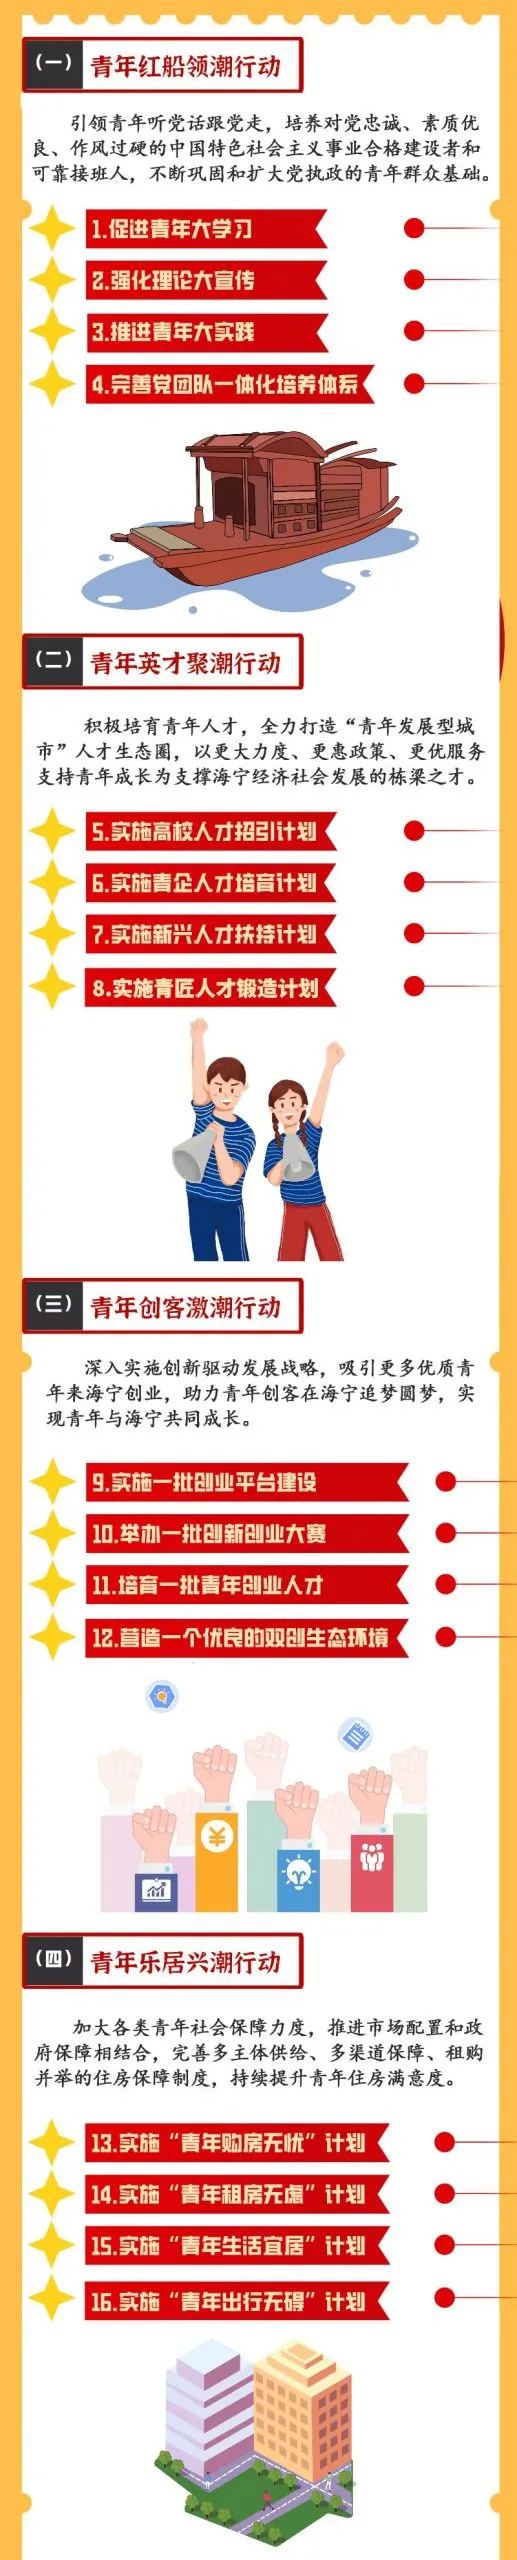 (一) 青年红船领潮行动
引领青年听党话跟党走，培养对党忠诚、素质优
良、作风过硬的中国特色社会主义事业合格建设者和
可靠接班人，不断巩固和扩大党执政的青年群众基础。
1.促进青年大学习
2.强化理论大宣传
3.推进青年大实践
4.完善党团队一体化培养体系
(二) 青年英才聚潮行动
积极培育青年人才，全力打造“青年发展型城
市”人才生态圈，以更大力度、更惠政策、更优服务
支持青年成长为支撑海宁经济社会发展的栋梁之才。
5.实施高校人才招引计划
6.实施青企人才培育计划
7.实施新兴人才扶持计划
8.实施青匠人才锻造计划
(三) 青年创客激潮行动
深入实施创新驱动发展战略，吸引更多优质青
年来海宁创业，助力青年创客在海宁追梦圆梦，实
现青年与海宁共同成长。
9.实施一批创业平台建设
10.举办一批创新创业大赛
11.培育一批青年创业人才
12.营造一个优良的双创生态环境
¥
(四) 青年乐居兴潮行动
加大各类青年社会保障力度，推进市场配置和政
府保障相结合，完善多主体供给、多渠道保障、租购
并举的住房保障制度，持续提升青年住房满意度。
13.实施“青年购房无忧”计划
14.实施“青年租房无虑”计划
15.实施“青年生活宜居”计划
16.实施“青年出行无碍”计划